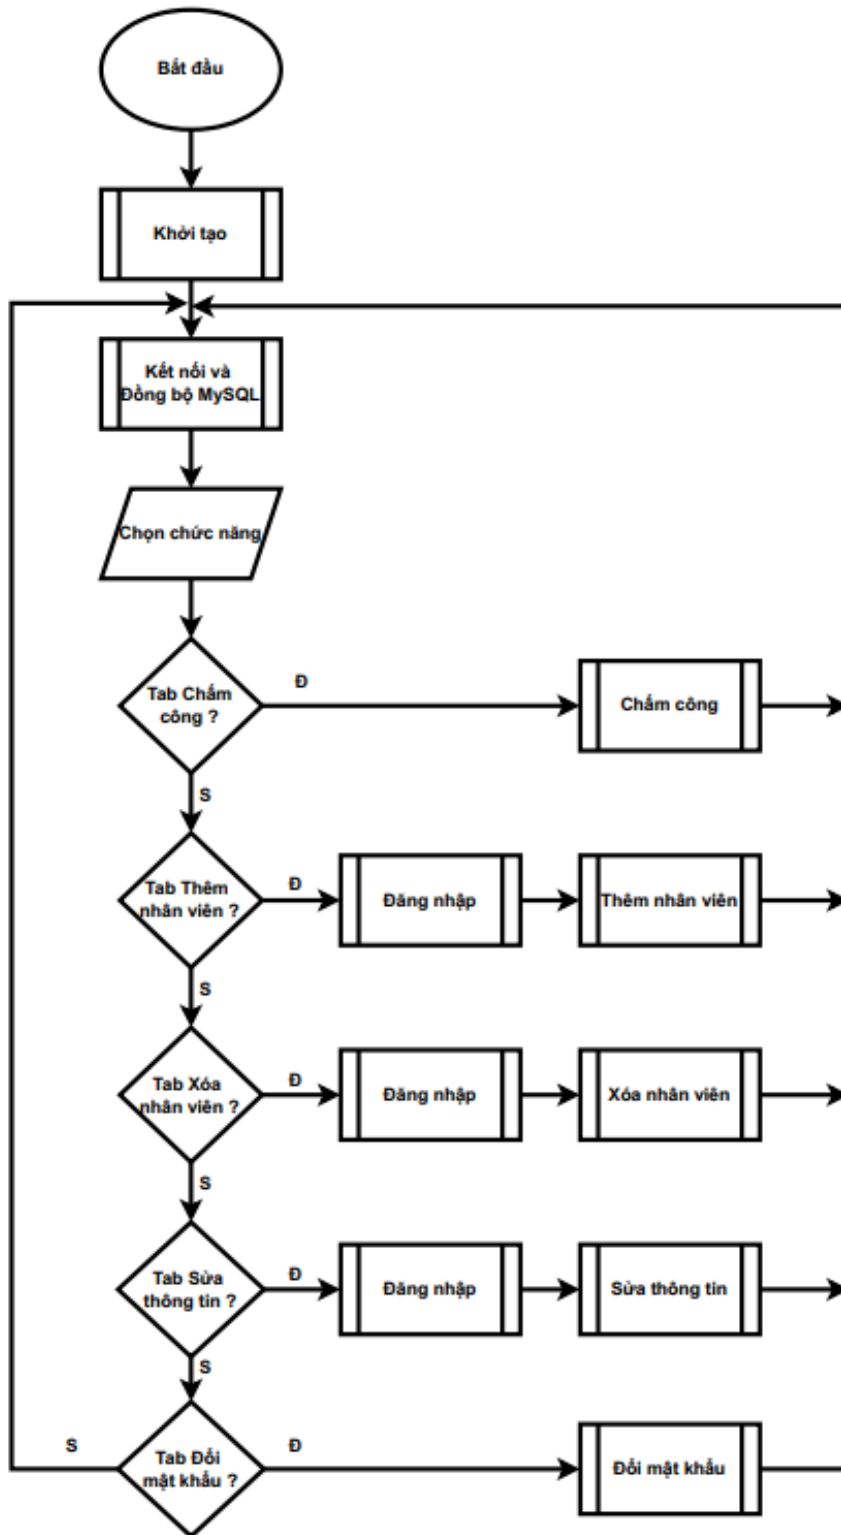 Bắt đầu
Khởi tạo
Kết nối và
Đồng bộ MySQL
Chọn chức năng
Tab Chấm
công ?
Đ
Chấm công
S
Tab Thêm
nhân viên ?
Đ
Đăng nhập
Thêm nhân viên
S
Tab Xóa
nhân viên ?
Đ
Đăng nhập
Xóa nhân viên
S
Tab Sửa
thông tin ?
Đ
Đăng nhập
Sửa thông tin
S
S
Tab Đổi
mật khẩu ?
Đ
Đổi mật khẩu